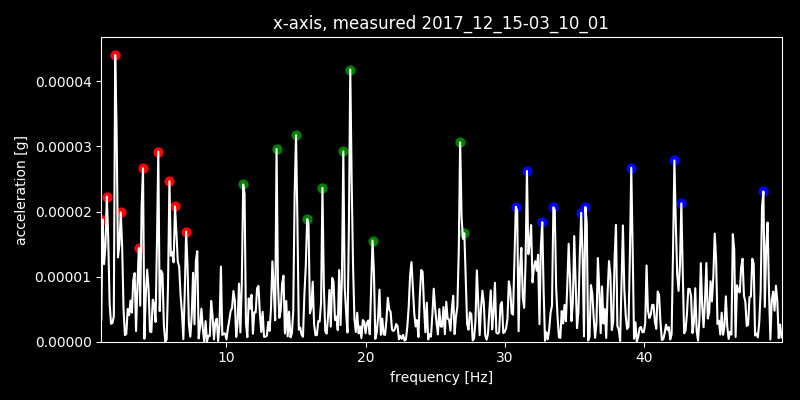 x-axis, measured 2017_12_15-03_10_01
acceleration [g]
0.00004
0.00003
0.00002
0.00001
0.00000
10 20 30 40
frequency [Hz]